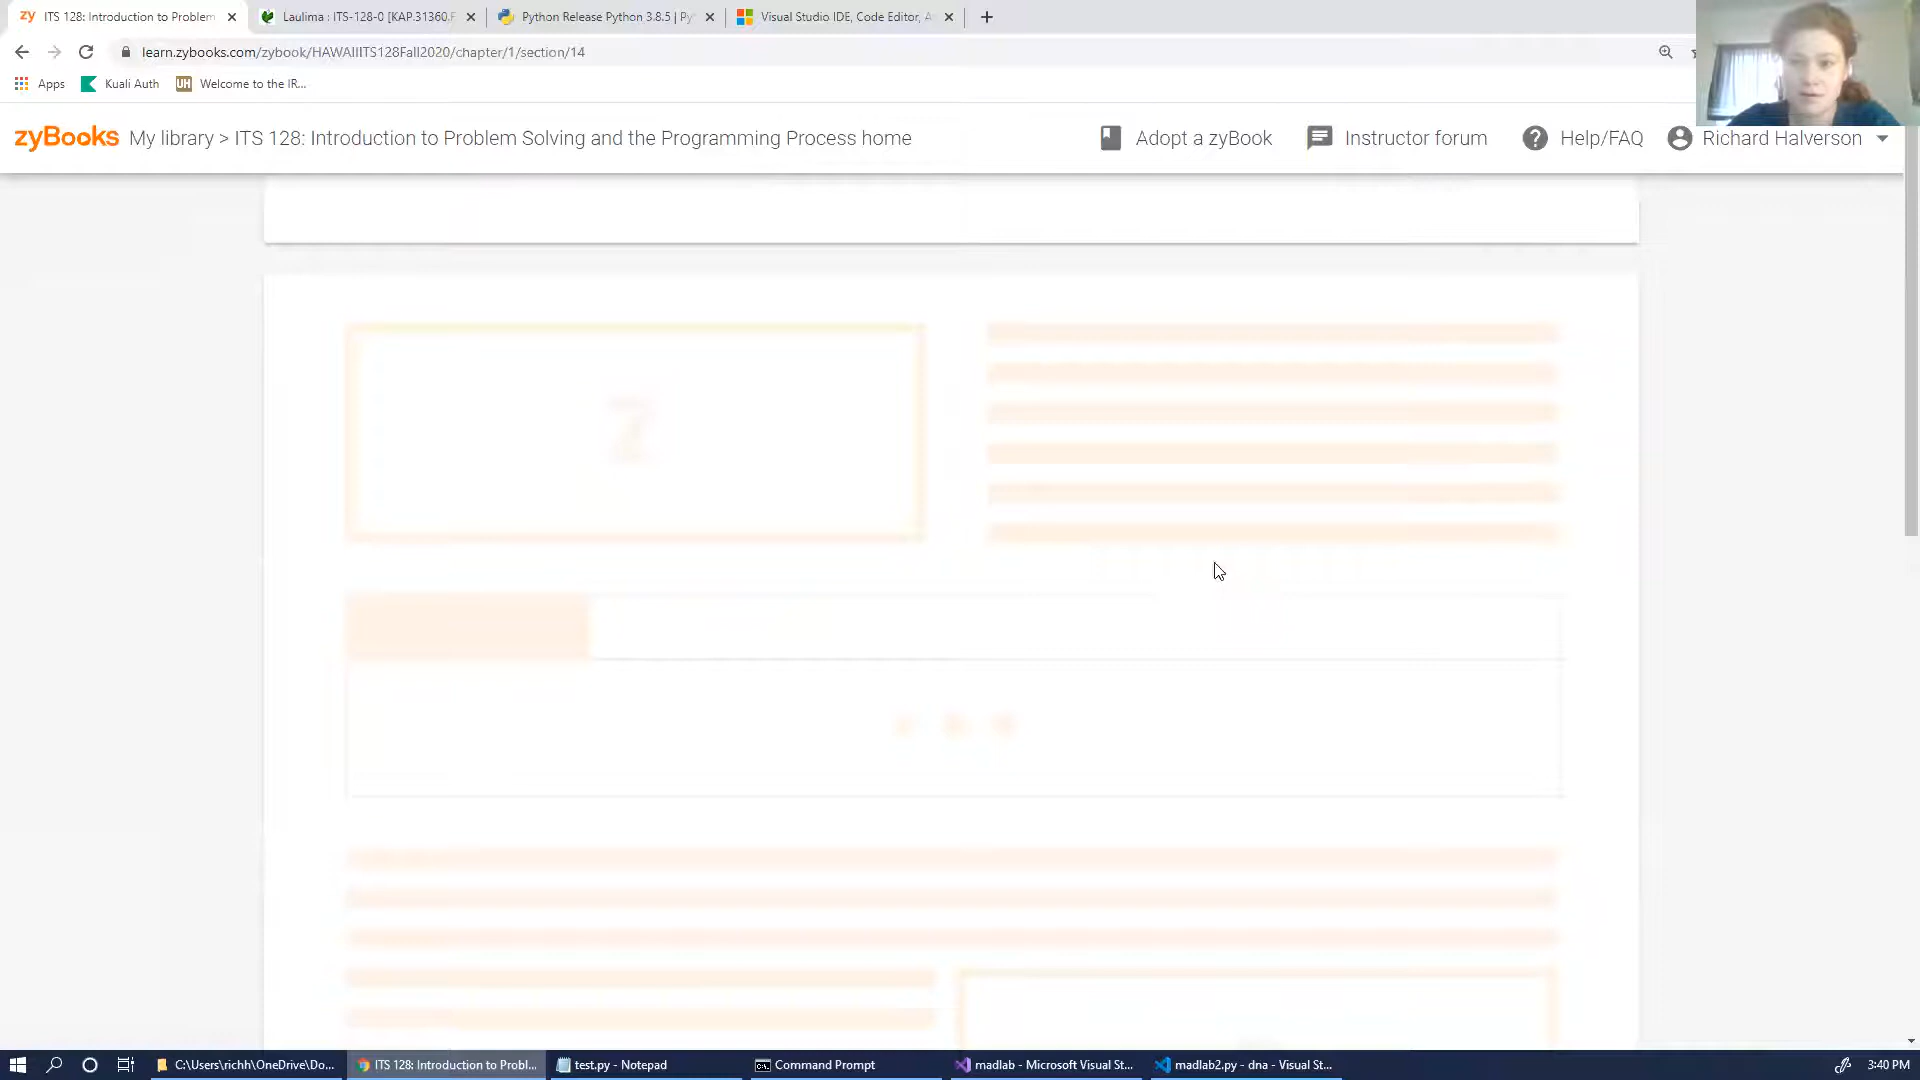 ITS 128: Introduction to Problem
Laulima : ITS-128-0 [KAP.31360.F
Python Release Python 3.8.5 | Py
Visual Studio IDE, Code Editor, A
learn.zybooks.com/zybook/HAWAIIITS128Fall2020/chapter/1/section/14
Apps
Kuali Auth
UH Welcome to the IR...
zyBooks My library > ITS 128: Introduction to Problem Solving and the Programming Process home
Adopt a zyBook
Instructor forum
Help/FAQ
Richard Halverson
C:\Users\richh\OneDrive\Do...
ITS 128: Introduction to Probl...
test.py - Notepad
Command Prompt
madlab - Microsoft Visual St...
madlab2.py - dna - Visual St...
3:40 PM